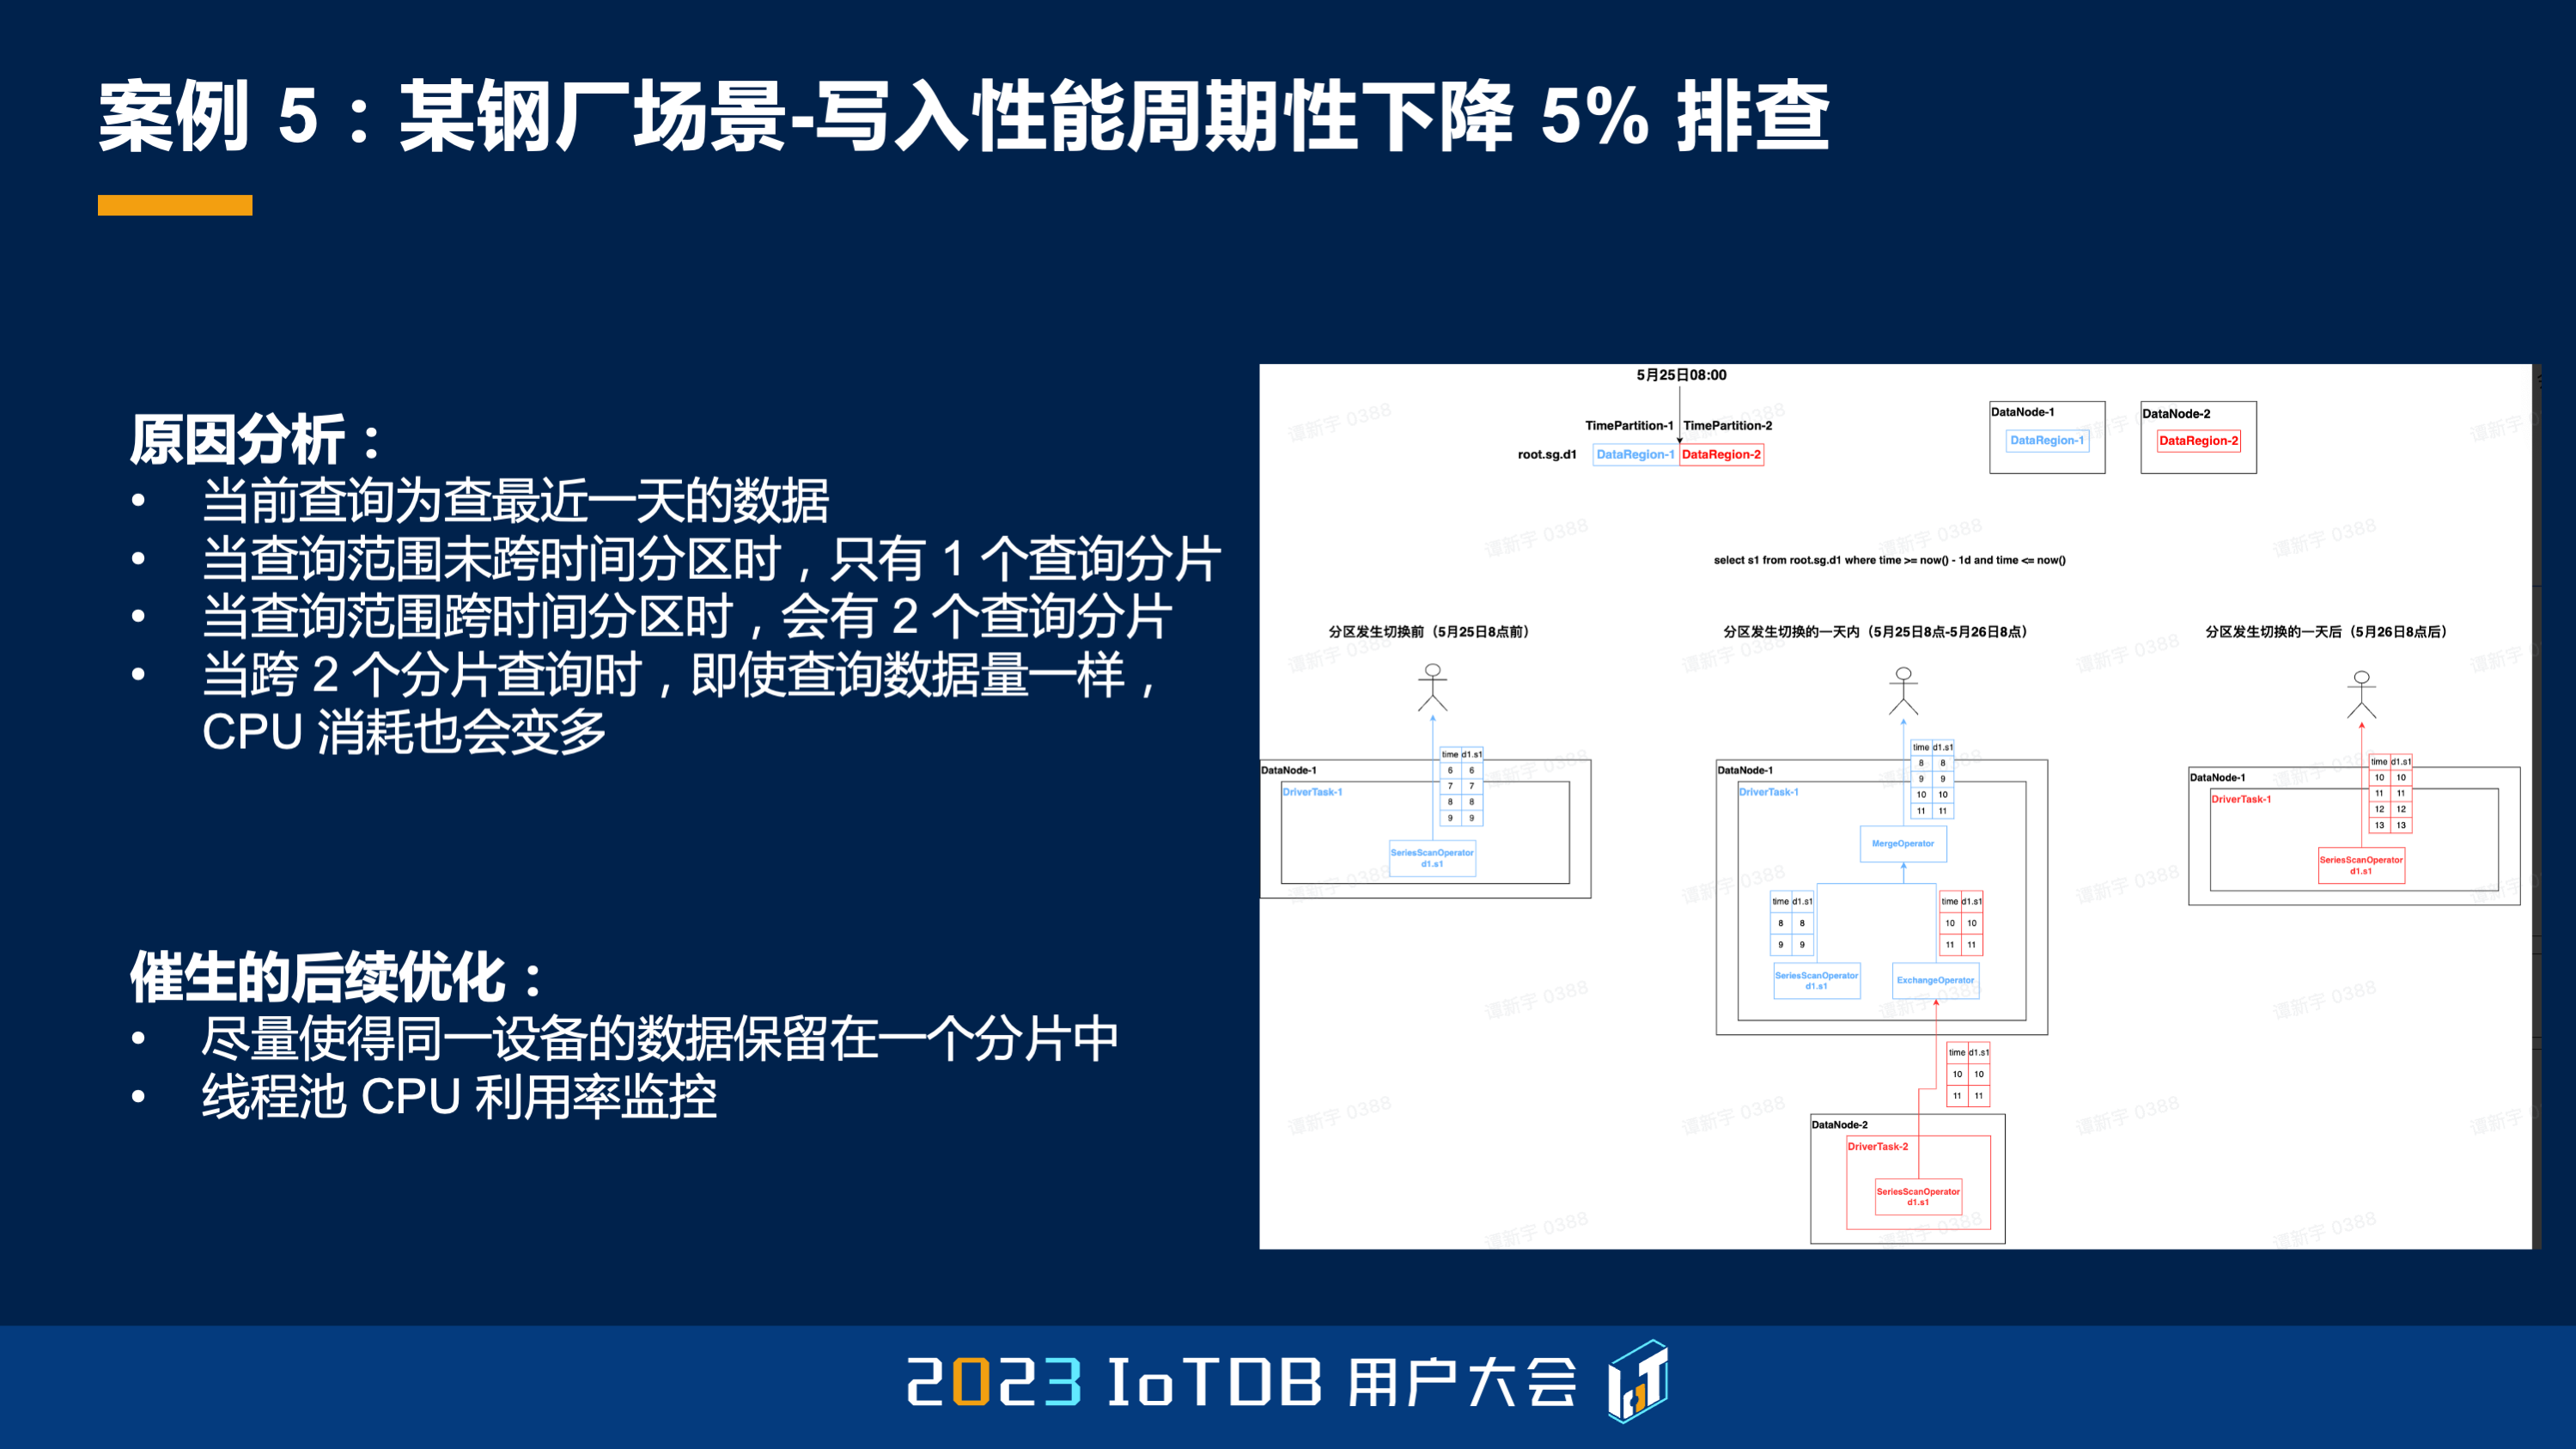 案例 5：某钢厂场景-写入性能周期性下降 5% 排查
原因分析：
• 当前查询为查最近一天的数据
• 当查询范围未跨时间分区时，只有 1 个查询分片
• 当查询范围跨时间分区时，会有 2 个查询分片
• 当跨 2 个分片查询时，即使查询数据量一样，
CPU 消耗也会变多
催生的后续优化：
• 尽量使得同一设备的数据保留在一个分片中
• 线程池 CPU 利用率监控
5月25日08:00
TimePartition-1 TimePartition-2
root.sg.d1 DataRegion-1 DataRegion-2
DataNode-1
DataRegion-1
DataNode-2
DataRegion-2
select s1 from root.sg.d1 where time >= now() - 1d and time <= now()
分区发生切换前（5月25日8点前）
DataNode-1
DriverTask-1
time d1.s1
6 6
7 7
8 8
9 9
SeriesScanOperator
d1.s1
分区发生切换的一天内（5月25日8点-5月26日8点）
DataNode-1
DriverTask-1
time d1.s1
8 8
9 9
10 10
11 11
MergeOperator
time d1.s1
8 8
9 9
time d1.s1
10 10
11 11
SeriesScanOperator
d1.s1
ExchangeOperator
time d1.s1
10 10
11 11
DataNode-2
DriverTask-2
SeriesScanOperator
d1.s1
分区发生切换的一天后（5月26日8点后）
DataNode-1
DriverTask-1
time d1.s1
10 10
11 11
12 12
13 13
SeriesScanOperator
d1.s1
谭新宇 0388
2023 IoTDB 用户大会